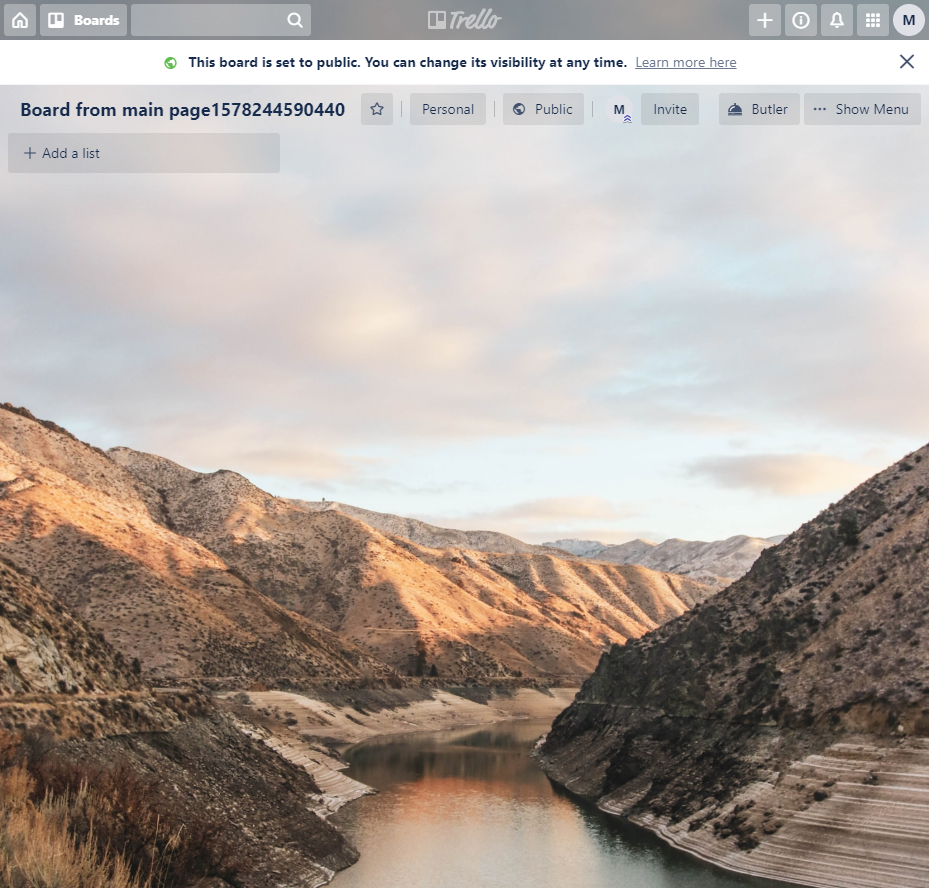 Boards
Trello
M
This board is set to public. You can change its visibility at any time. Learn more here
Board from main page1578244590440
Personal
Public
M
Invite
Butler
Show Menu
Add a list